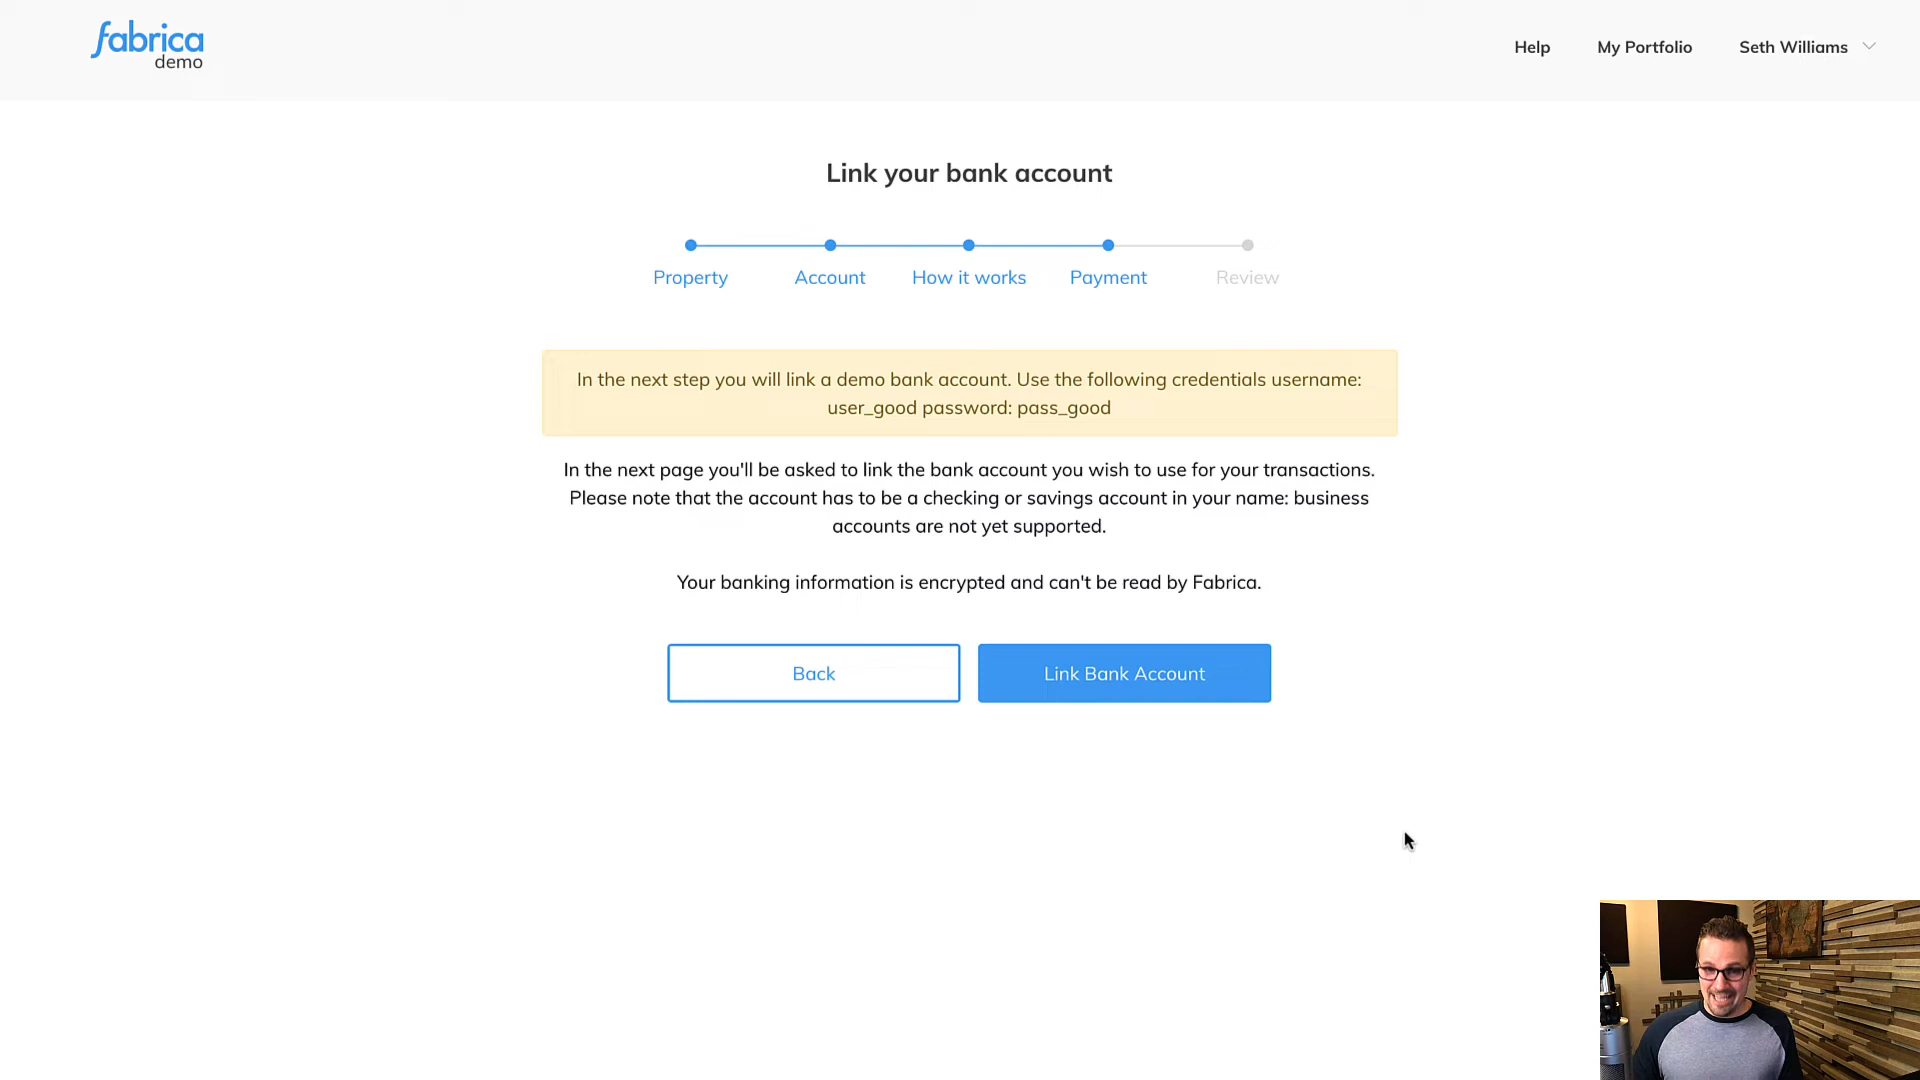 fabrica
demo
Help
My Portfolio
Seth Williams
Link your bank account
Property
Account
How it works
Payment
Review
In the next step you will link a demo bank account. Use the following credentials username:
user_good password: pass_good
In the next page you'll be asked to link the bank account you wish to use for your transactions.
Please note that the account has to be a checking or savings account in your name: business
accounts are not yet supported.
Your banking information is encrypted and can't be read by Fabrica.
Back
Link Bank Account